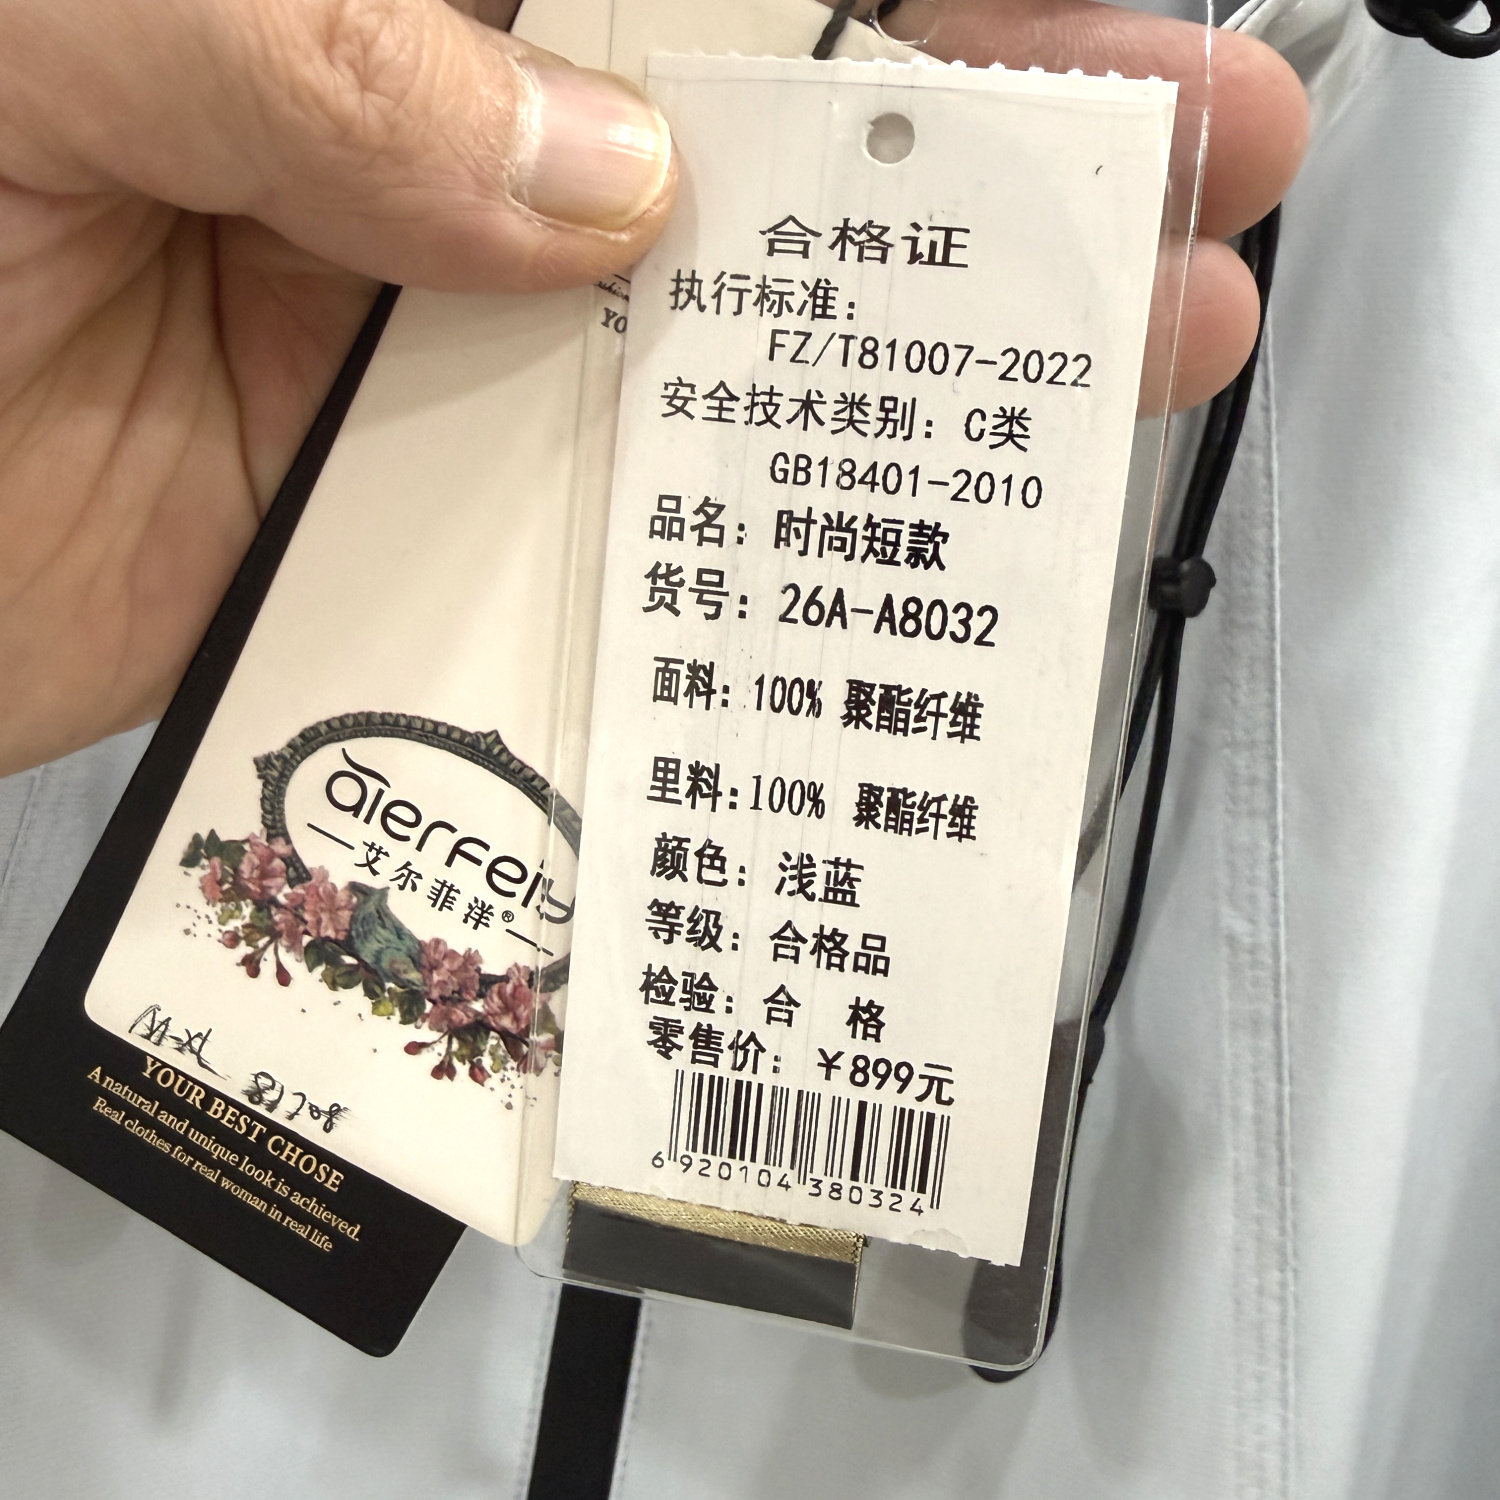 合格证
执行标准：
FZ/T81007-2022
安全技术类别：C类
GB18401-2010
品名：时尚短款
货号：26A-A8032
面料：100% 聚酯纤维
里料：100% 聚酯纤维
颜色：浅蓝
等级：合格品
检验：合 格
零售价：￥899元
6 920104 380324
YO
aierfeiy
艾尔菲洋®
YOUR BEST CHOSE
A natural and unique look is achieved.
Real clothes for real woman in real life